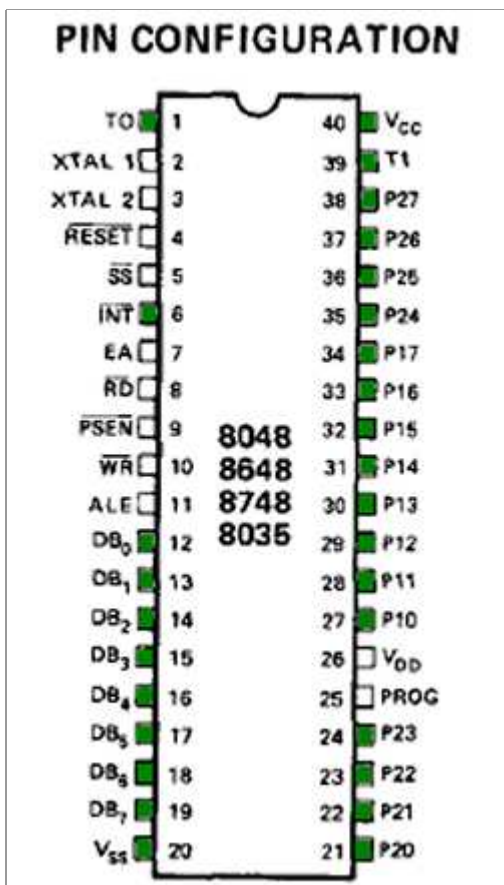 PIN CONFIGURATION
TO 1 40 VCC
XTAL 1 2 39 T1
XTAL 2 3 38 P27
RESET 4 37 P26
SS 5 36 P25
INT 6 35 P24
EA 7 34 P17
RD 8 33 P16
PSEN 9 32 P15
WR 10 31 P14
ALE 11 30 P13
DB0 12 29 P12
DB1 13 28 P11
DB2 14 27 P10
DB3 15 26 VDD
DB4 16 25 PROG
DB5 17 24 P23
DB6 18 23 P22
DB7 19 22 P21
VSS 20 21 P20
8048
8648
8748
8035